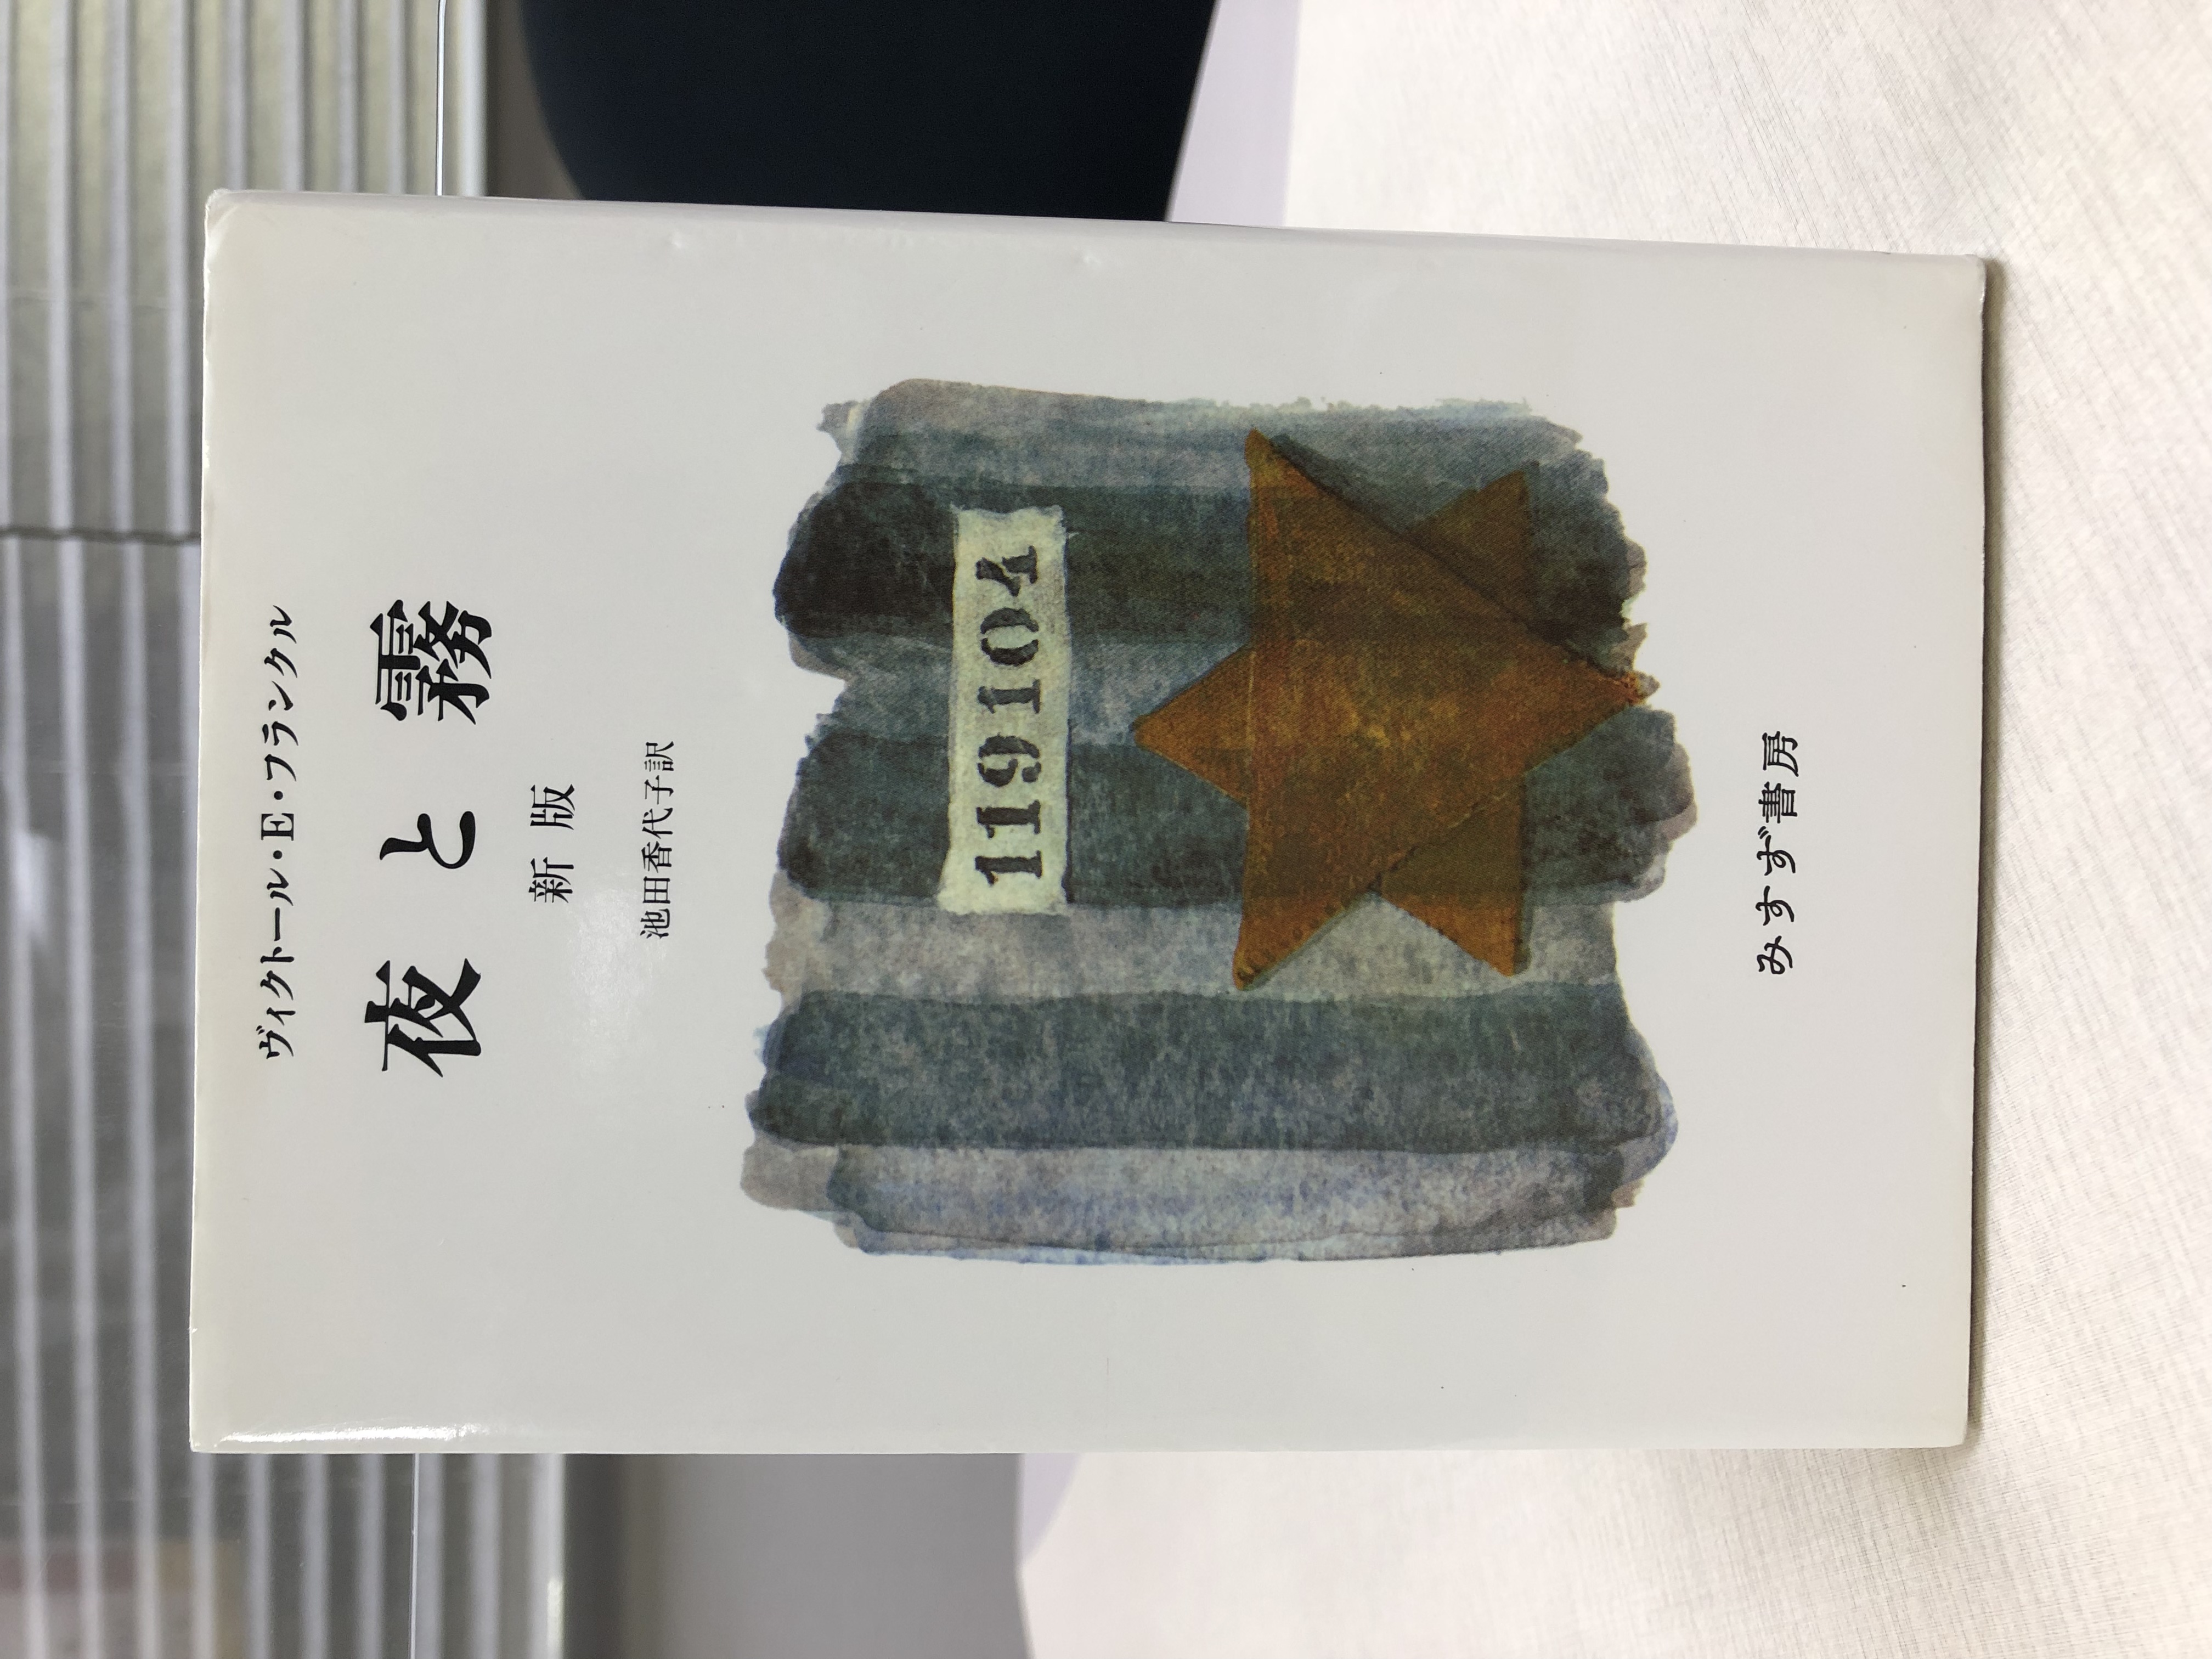 ヴィクトール・E・フランクル
夜と霧
新版
池田香代子訳
119104
みすず書房